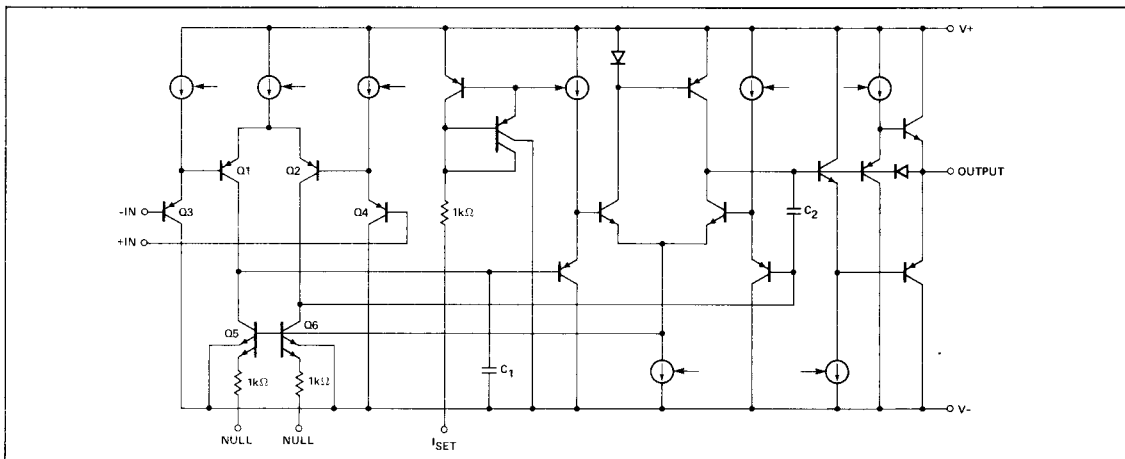 V+
Q1
Q2
OUTPUT
-IN
Q3
Q4
1kΩ
C2
+IN
Q5
Q6
C1
1kΩ
1kΩ
V-
NULL
NULL
ISET